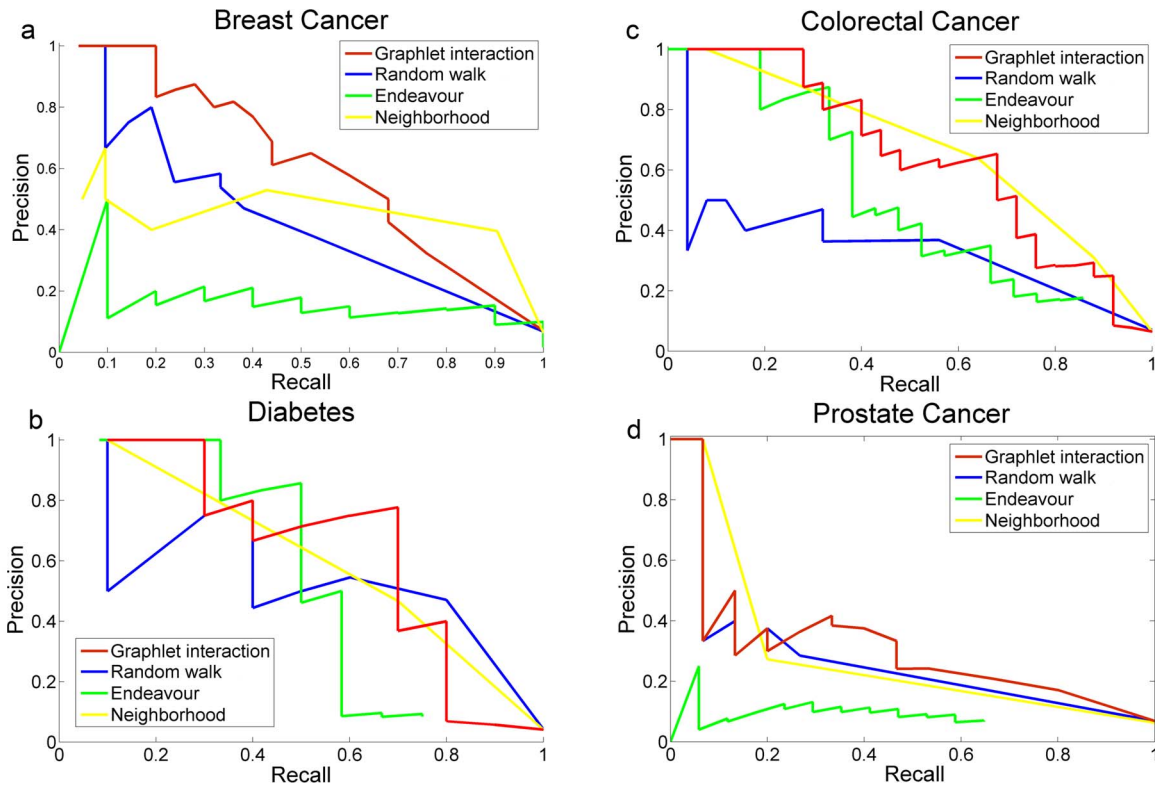 a
Breast Cancer
1
0.8
0.6
0.4
0.2
0
Precision
Graphlet interaction
Random walk
Endeavour
Neighborhood
0 0.1 0.2 0.3 0.4 0.5 0.6 0.7 0.8 0.9 1
Recall
c
Colorectal Cancer
1
0.8
0.6
0.4
0.2
0
Precision
Graphlet interaction
Random walk
Endeavour
Neighborhood
0 0.2 0.4 0.6 0.8 1
Recall
b
Diabetes
1
0.8
0.6
0.4
0.2
0
Precision
Graphlet interaction
Random walk
Endeavour
Neighborhood
0 0.2 0.4 0.6 0.8 1
Recall
d
Prostate Cancer
1
0.8
0.6
0.4
0.2
0
Precision
Graphlet interaction
Random walk
Endeavour
Neighborhood
0 0.2 0.4 0.6 0.8 1
Recall